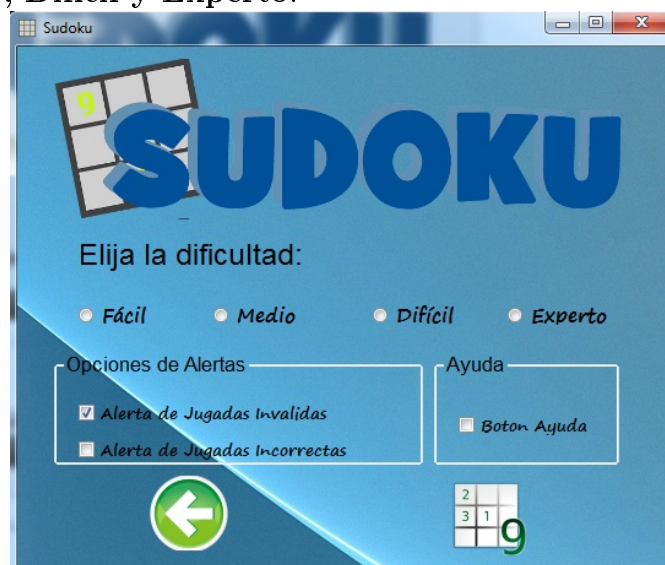 , Difícil y Experto.
Sudoku
9
SUDOKU
Elija la dificultad:
Fácil Medio Difícil Experto
Opciones de Alertas Ayuda
Alerta de Jugadas Invalidas
Boton Ayuda
Alerta de Jugadas Incorrectas
2
3 1
9